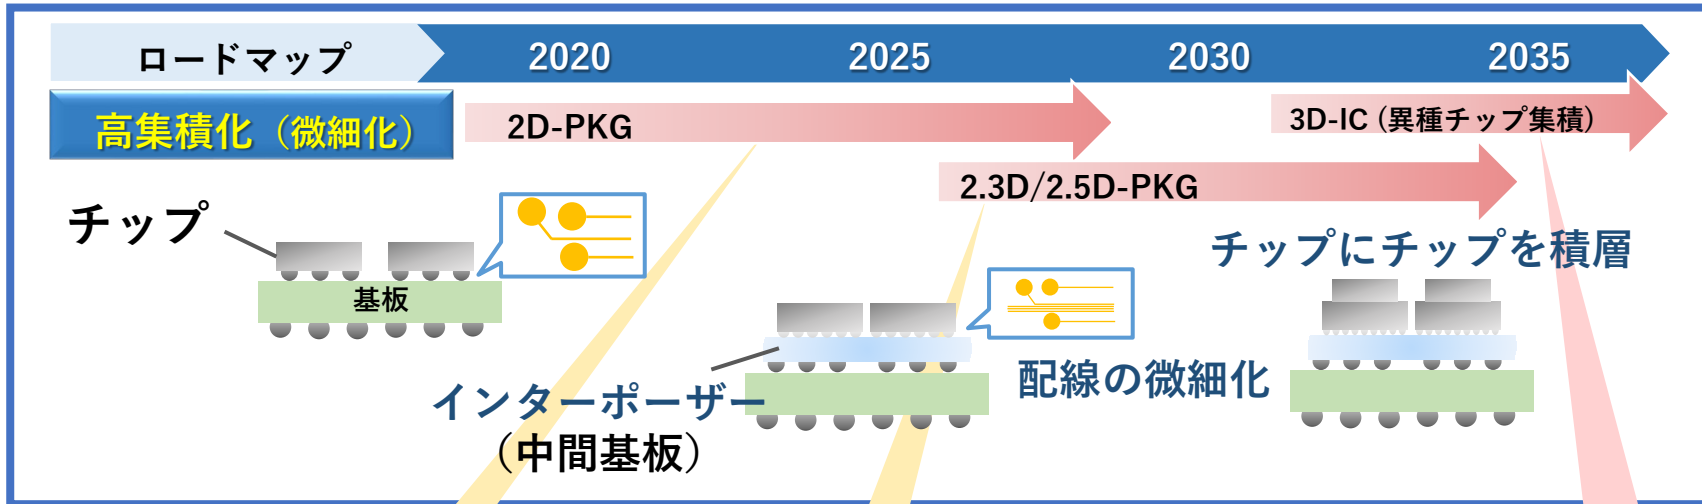 ロードマップ
2020
2025
2030
2035
高集積化（微細化）
2D-PKG
3D-IC (異種チップ集積)
2.3D/2.5D-PKG
チップ
基板
チップにチップを積層
インターポーザー
（中間基板）
配線の微細化